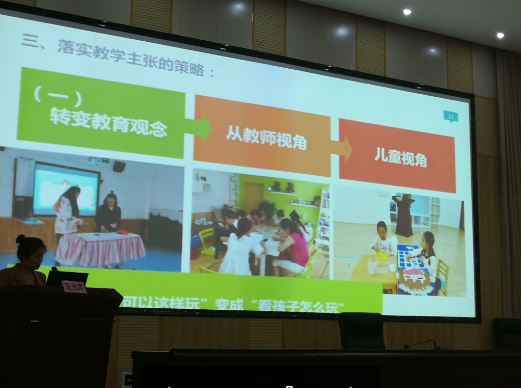 三、落实教学主张的策略：
（一）
转变教育观念
从教师视角
儿童视角
可以这样玩”变成“看孩子怎么玩”